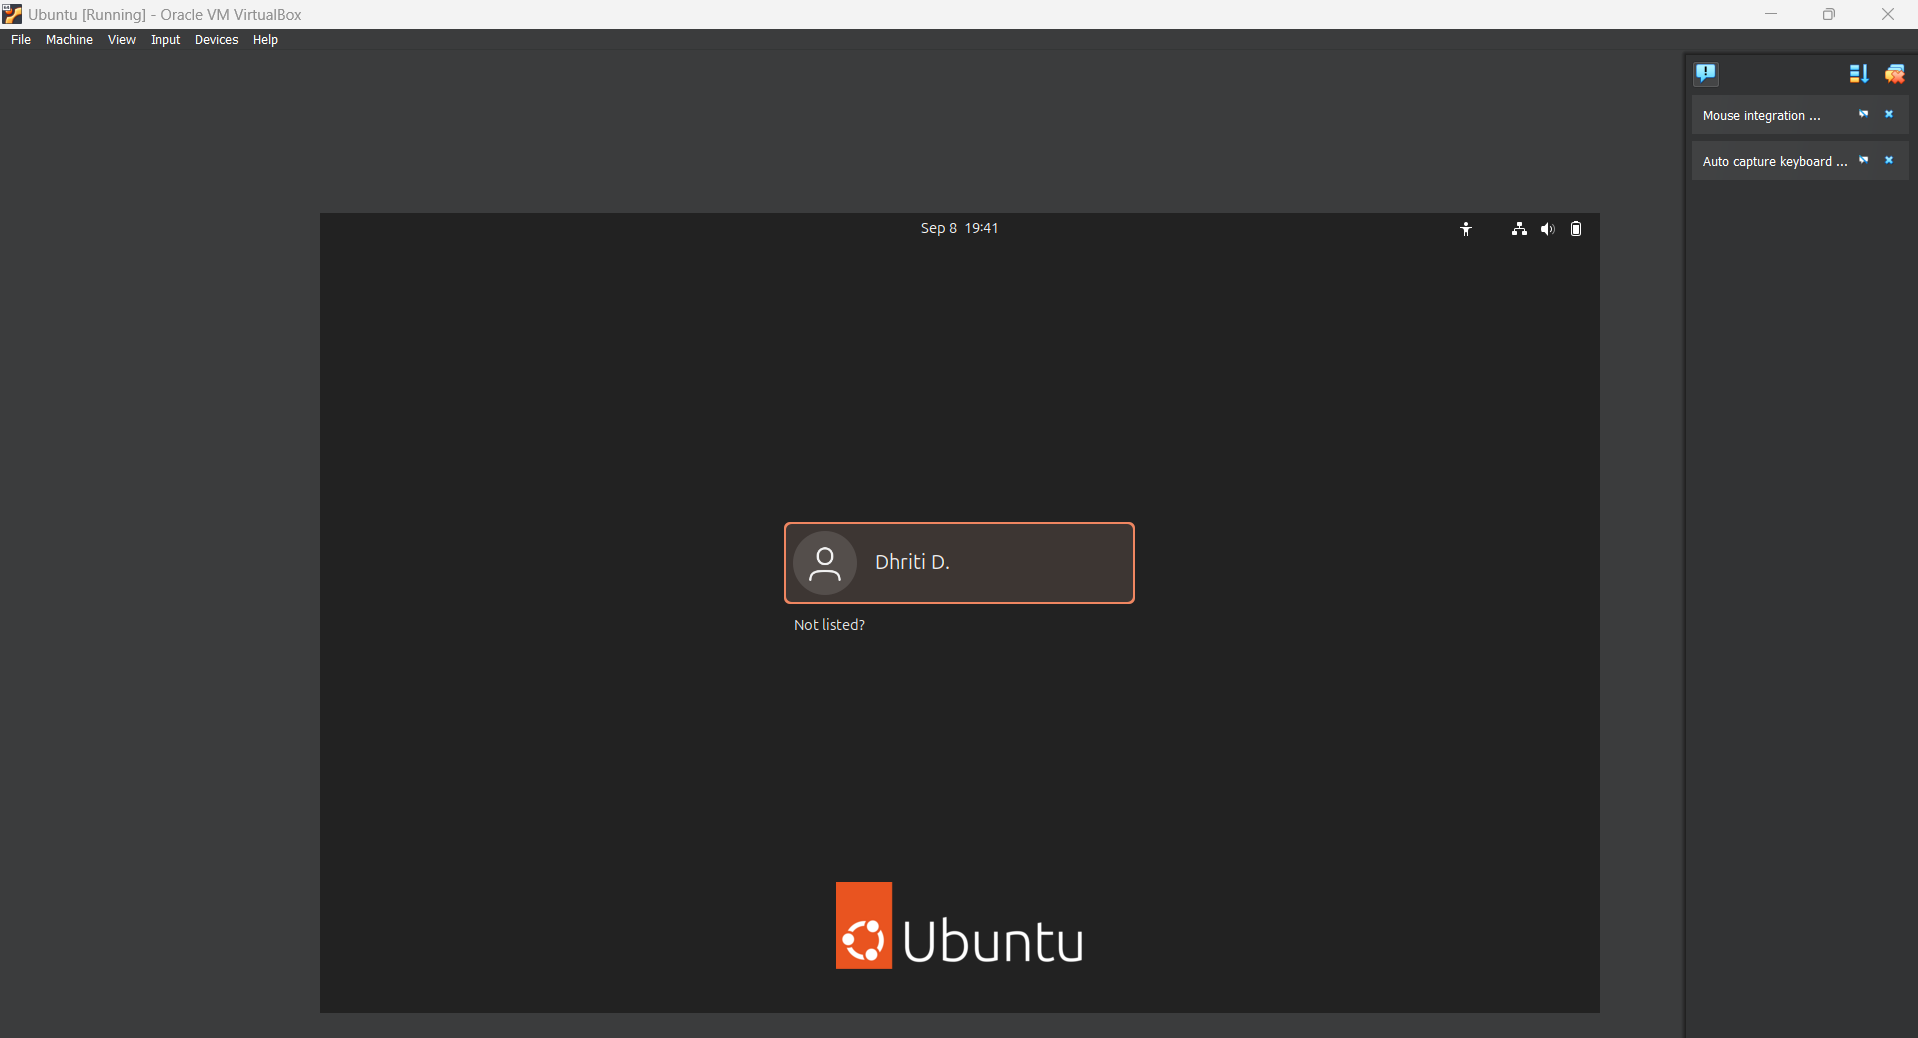 Ubuntu [Running] - Oracle VM VirtualBox
File Machine View Input Devices Help
Mouse integration ...
Auto capture keyboard ...
Sep 8 19:41
Dhriti D.
Not listed?
Ubuntu